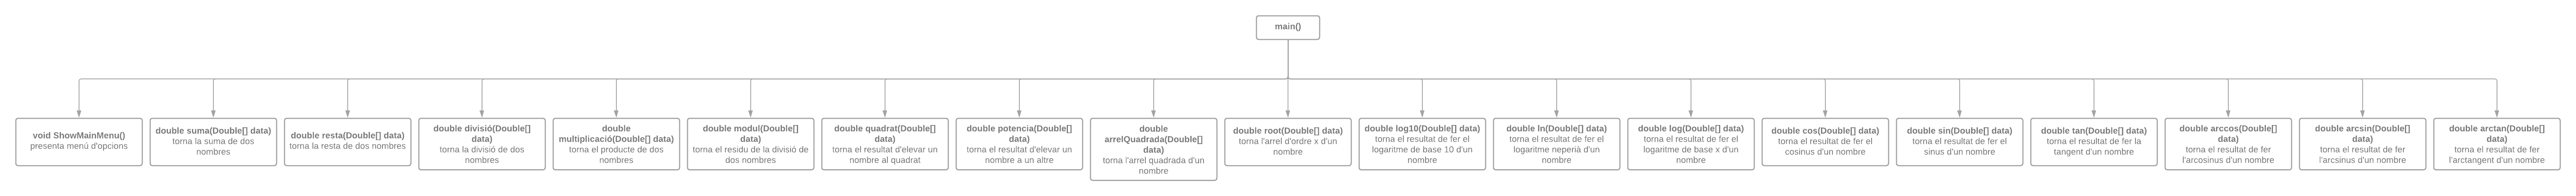 main()
void ShowMainMenu()
presenta menú d'opcions
double suma(Double[] data)
torna la suma de dos
nombres
double resta(Double[] data)
torna la resta de dos nombres
double divisió(Double[]
data)
torna la divisió de dos
nombres
double
multiplicació(Double[] data)
torna el producte de dos
nombres
double modul(Double[]
data)
torna el residu de la divisió de
dos nombres
double quadrat(Double[]
data)
torna el resultat d'elevar un
nombre al quadrat
double potencia(Double[]
data)
torna el resultat d'elevar un
nombre a un altre
double
arrelQuadrada(Double[]
data)
torna l'arrel quadrada d'un
nombre
double root(Double[] data)
torna l'arrel d'ordre x d'un
nombre
double log10(Double[] data)
torna el resultat de fer el
logaritme de base 10 d'un
nombre
double ln(Double[] data)
torna el resultat de fer el
logaritme neperià d'un
nombre
double log(Double[] data)
torna el resultat de fer el
logaritme de base x d'un
nombre
double cos(Double[] data)
torna el resultat de fer el
cosinus d'un nombre
double sin(Double[] data)
torna el resultat de fer el
sinus d'un nombre
double tan(Double[] data)
torna el resultat de fer la
tangent d'un nombre
double arccos(Double[]
data)
torna el resultat de fer
l'arcosinus d'un nombre
double arcsin(Double[]
data)
torna el resultat de fer
l'arcsinus d'un nombre
double arctan(Double[]
data)
torna el resultat de fer
l'arctangent d'un nombre